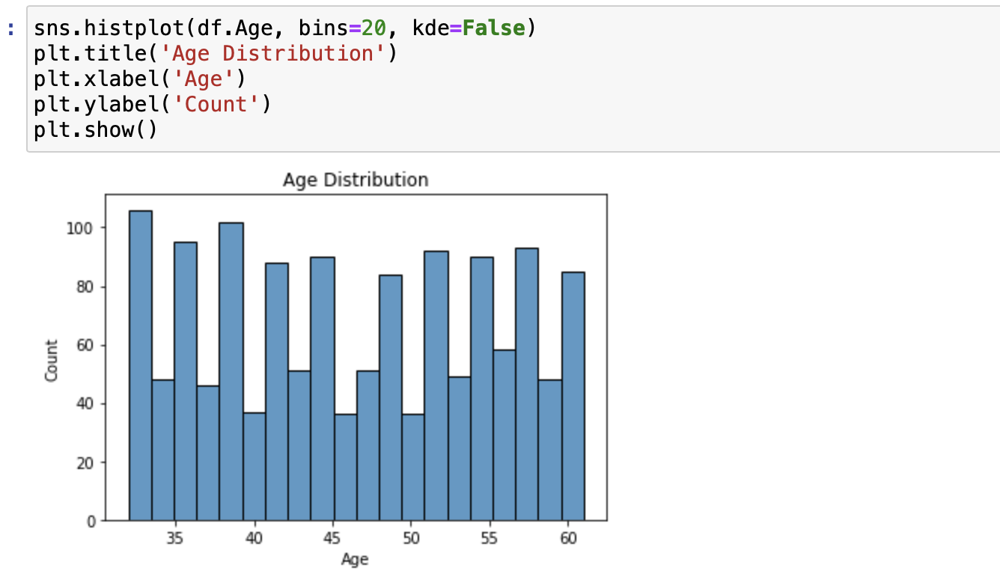 :
sns.histplot(df.Age, bins=20, kde=False)
plt.title('Age Distribution')
plt.xlabel('Age')
plt.ylabel('Count')
plt.show()
Age Distribution
100
80
60
40
20
0
Count
35 40 45 50 55 60
Age